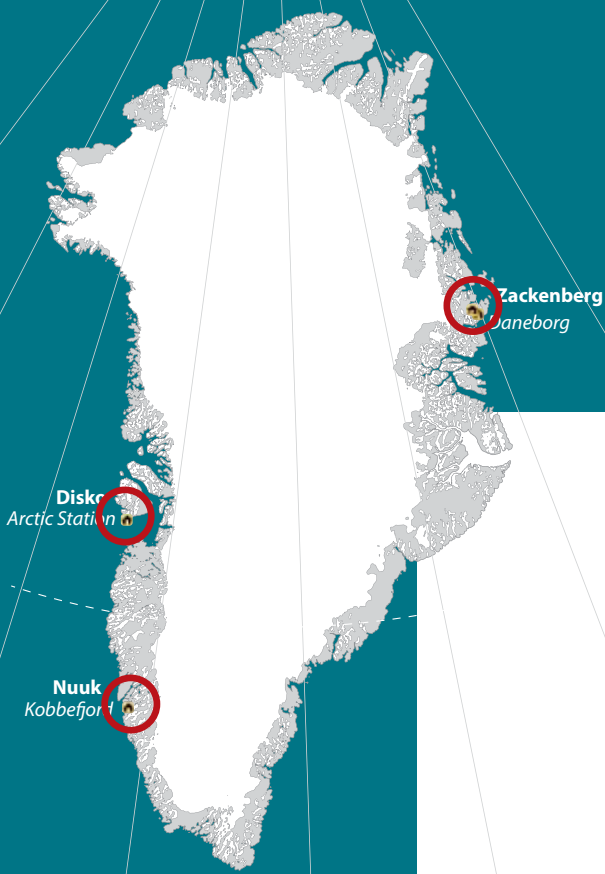 Zackenberg
Daneborg
Disko
Arctic Station
Nuuk
Kobbefjord